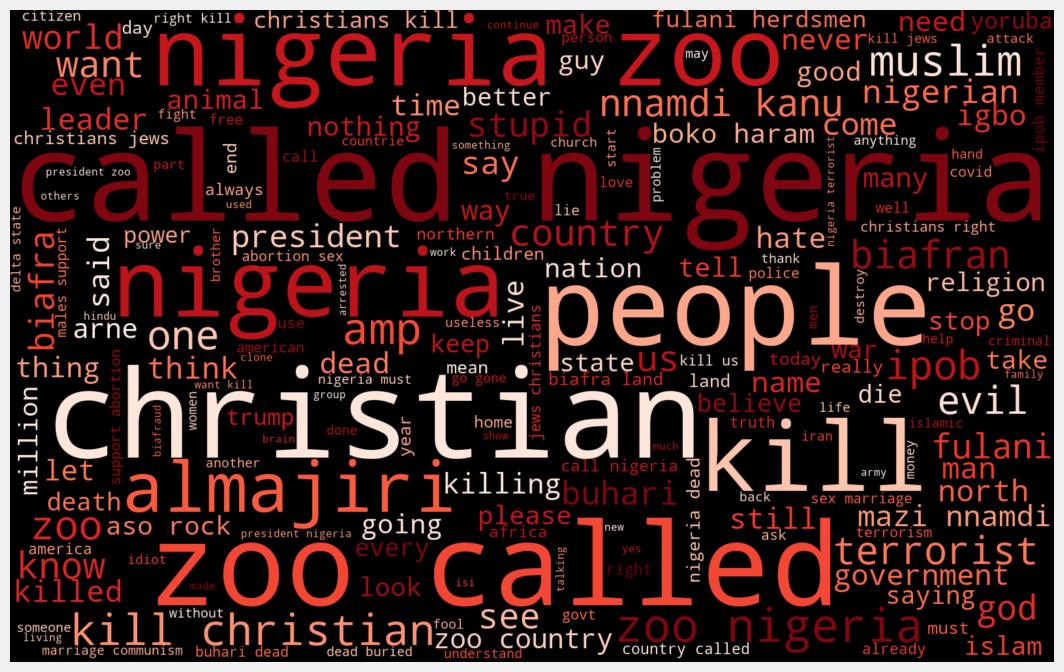 citizen
day
right kill
christians kill
continue
make
fulani herdsmen
need
yoruba
world
nigeria zoo
person
may
never
kill jews
attack
want
guy
good
muslim
even
animal
time
better
nnamdi kanu
nigerian
leader
fight
free
nothing
stupid
boko haram
come
igbo
ipob member
christians jews
part
countrie
something
church
start
anything
called nigeria
president zoo
end
call
say
problem
hand
covid
others
always
used
true
love
many
well
way
lie
nigeria terrorist
christians right
delta state
biafra
males support
said
power
sure
brother
president
northern
country
hate
biafran
abortion sex
work
children
thank
nation
tell
police
destroy
religion
nigeria
arrested
hindu
use
people
men
go
arne
one
amp
useless
live
stop
help
criminal
american
keep
jews christians
state
us
kill us
today
war
really
ipob
take
family
thing
support abortion
think
clone
dead
mean
nigeria must
go gone
biafra land
land
name
die
evil
want kill
group
christian
believe
life
million
biafraud
women
trump
brain
done
year
home
show
much
truth
iran
islamic
kill
fulani
let
another
killing
call nigeria
nigeria dead
army
money
man
death
almajiri
buhari
back
sex marriage
north
zoo
aso rock
going
please
still
mazi nnamdi
president nigeria
africa
new
ask
terrorism
america
every
yes
terrorist
know
idiot
zoo called
talking
government
killed
made
look
isi
right
saying
god
without
see
govt
someone
kill christian
fool
zoo country
zoo nigeria
must
living
marriage communism
buhari dead
dead buried
understand
country called
already
islam